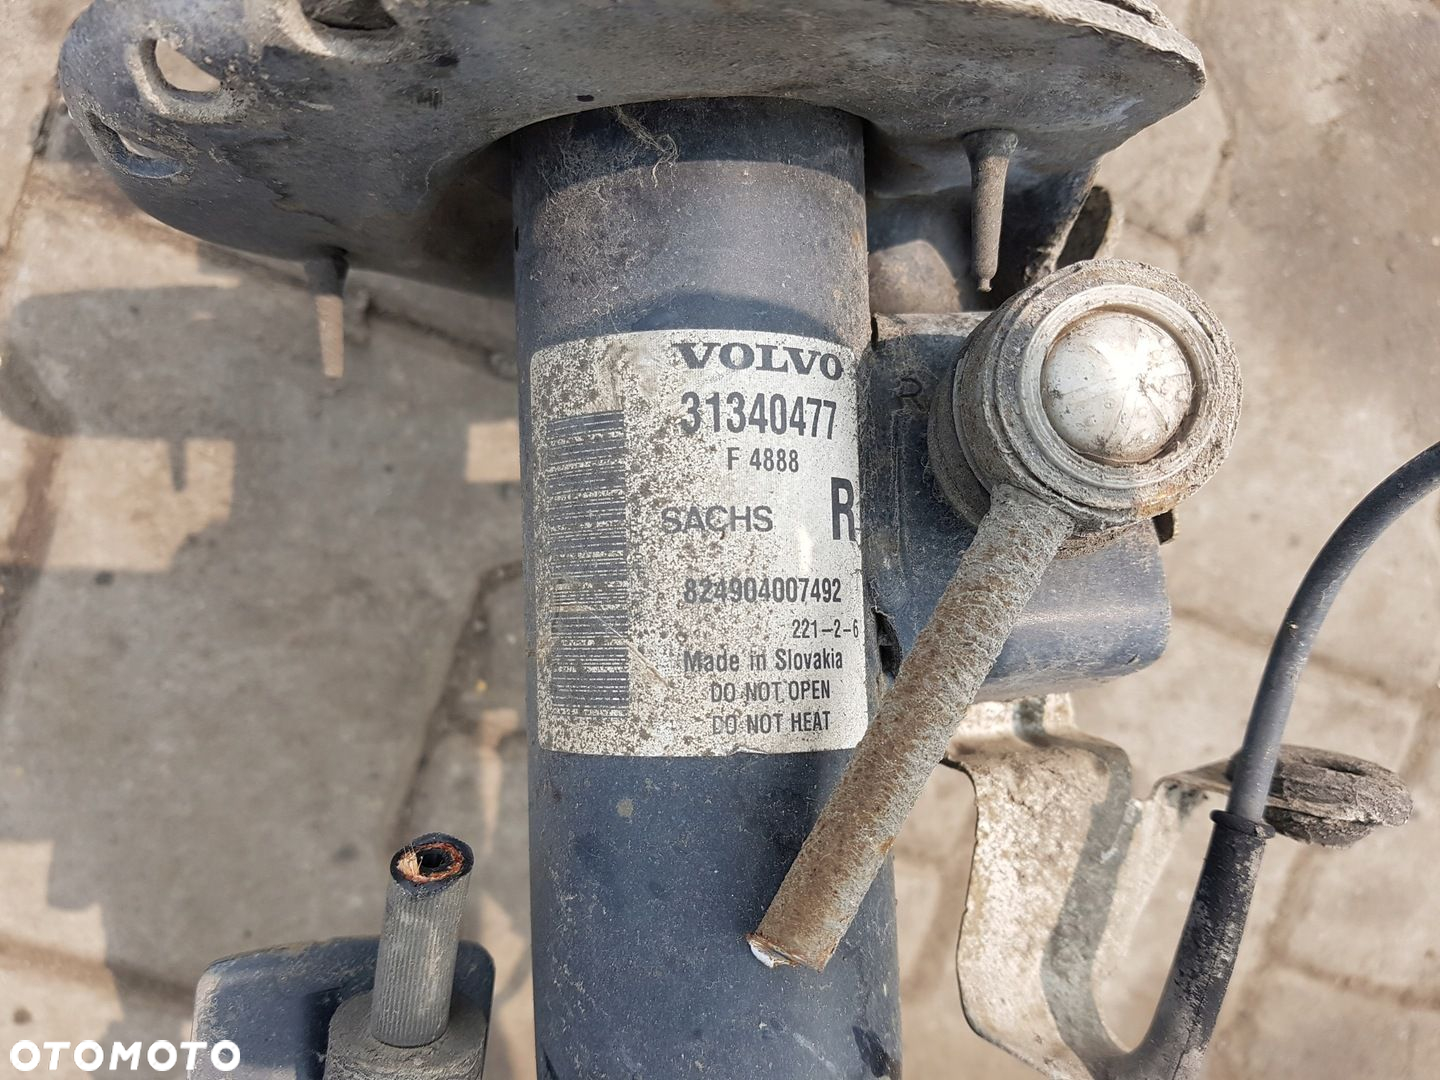 VOLVO
31340477
F 4888
SACHS R
824904007492
221-2-6
Made in Slovakia
DO NOT OPEN
DO NOT HEAT
R
OTOMOTO